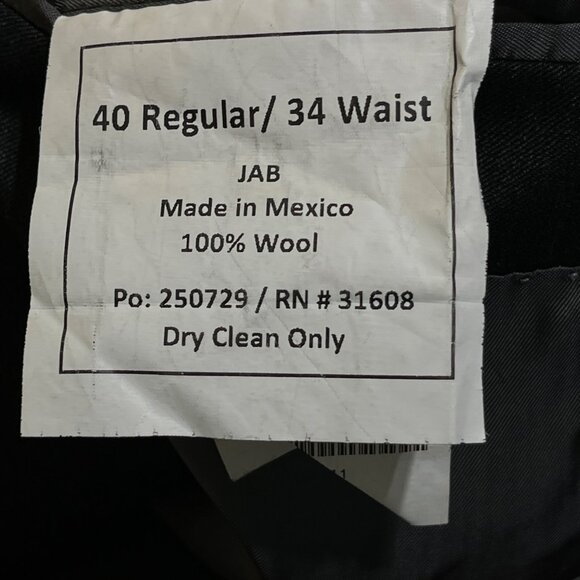 40 Regular/ 34 Waist
JAB
Made in Mexico
100% Wool
Po: 250729 / RN # 31608
Dry Clean Only